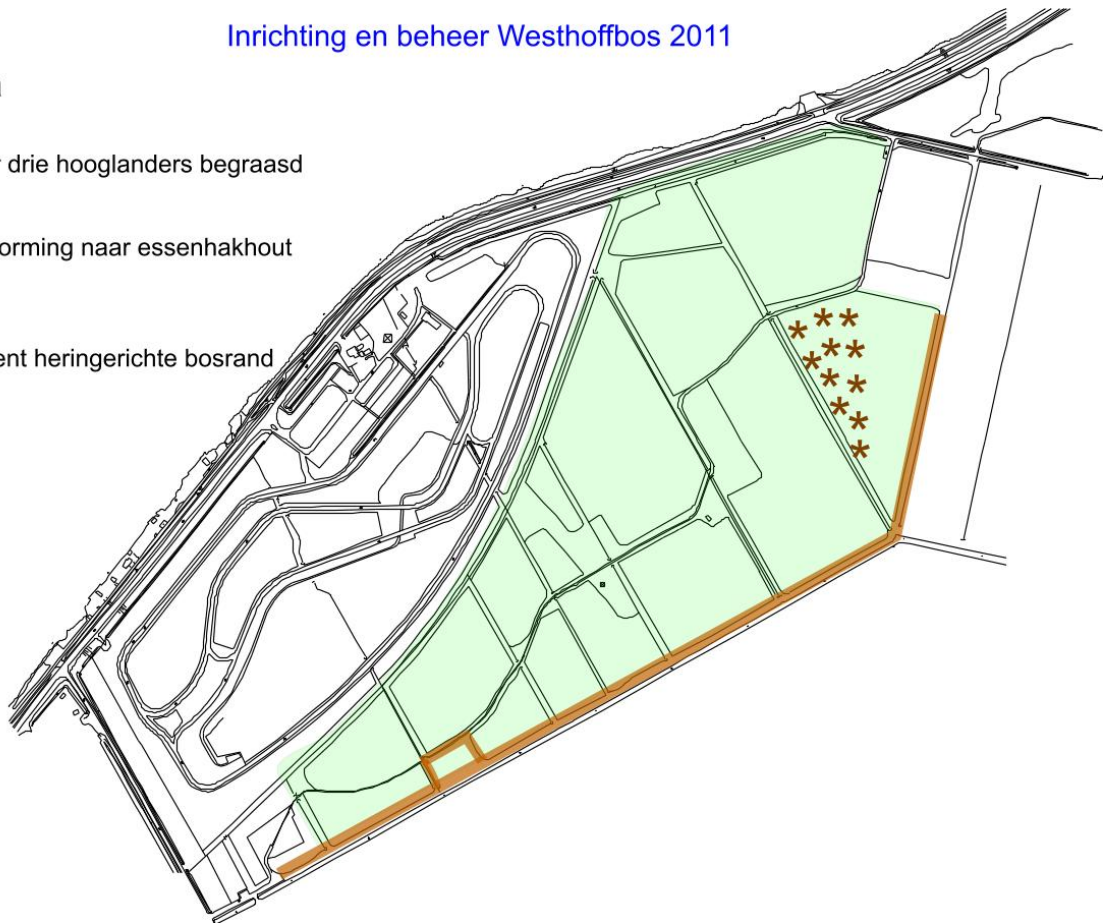 Inrichting en beheer Westhoffbos 2011
drie hooglanders begraasd
orming naar essenhakhout
ent heringerichte bosrand